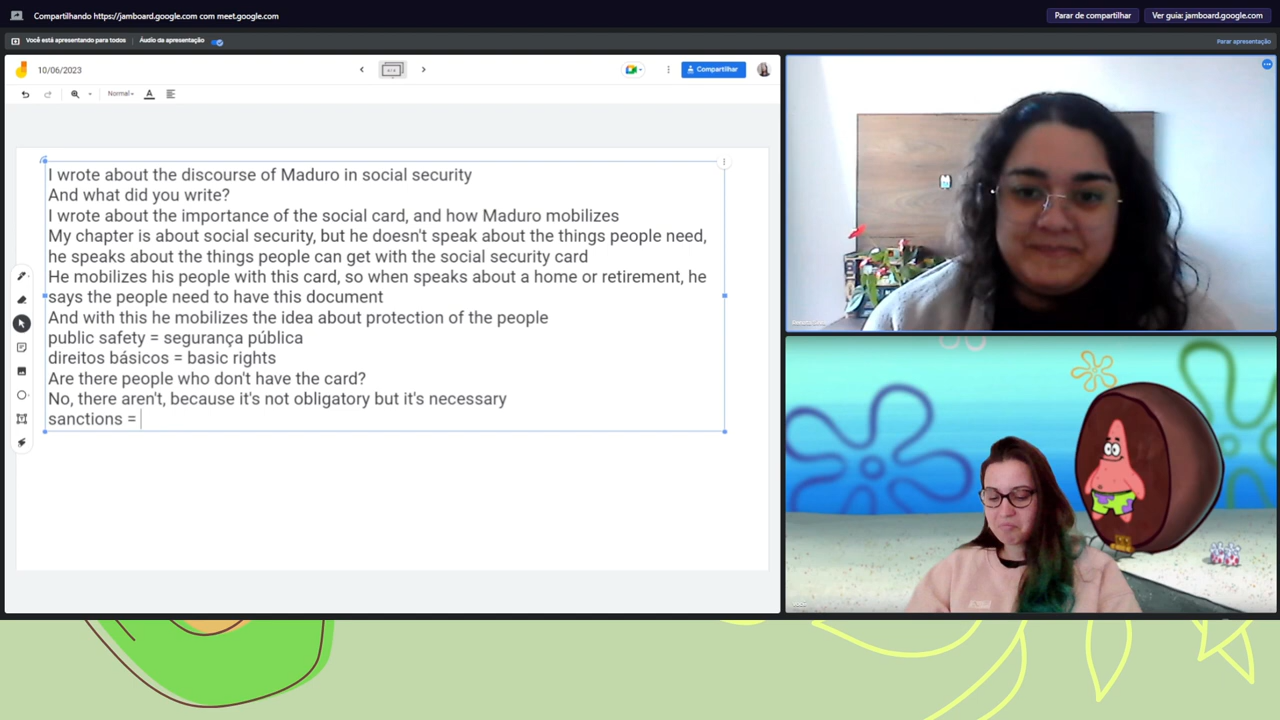 Compartilhando https://jamboard.google.com com meet.google.com
Parar de compartilhar
Ver guia: jamboard.google.com
Você está apresentando para todos
Áudio da apresentação
Parar apresentação
10/06/2023
Compartilhar
Normal
I wrote about the discourse of Maduro in social security
And what did you write?
I wrote about the importance of the social card, and how Maduro mobilizes
My chapter is about social security, but he doesn't speak about the things people need,
he speaks about the things people can get with the social security card
He mobilizes his people with this card, so when speaks about a home or retirement, he
says the people need to have this document
And with this he mobilizes the idea about protection of the people
public safety = segurança pública
direitos básicos = basic rights
Are there people who don't have the card?
No, there aren't, because it's not obligatory but it's necessary
sanctions =